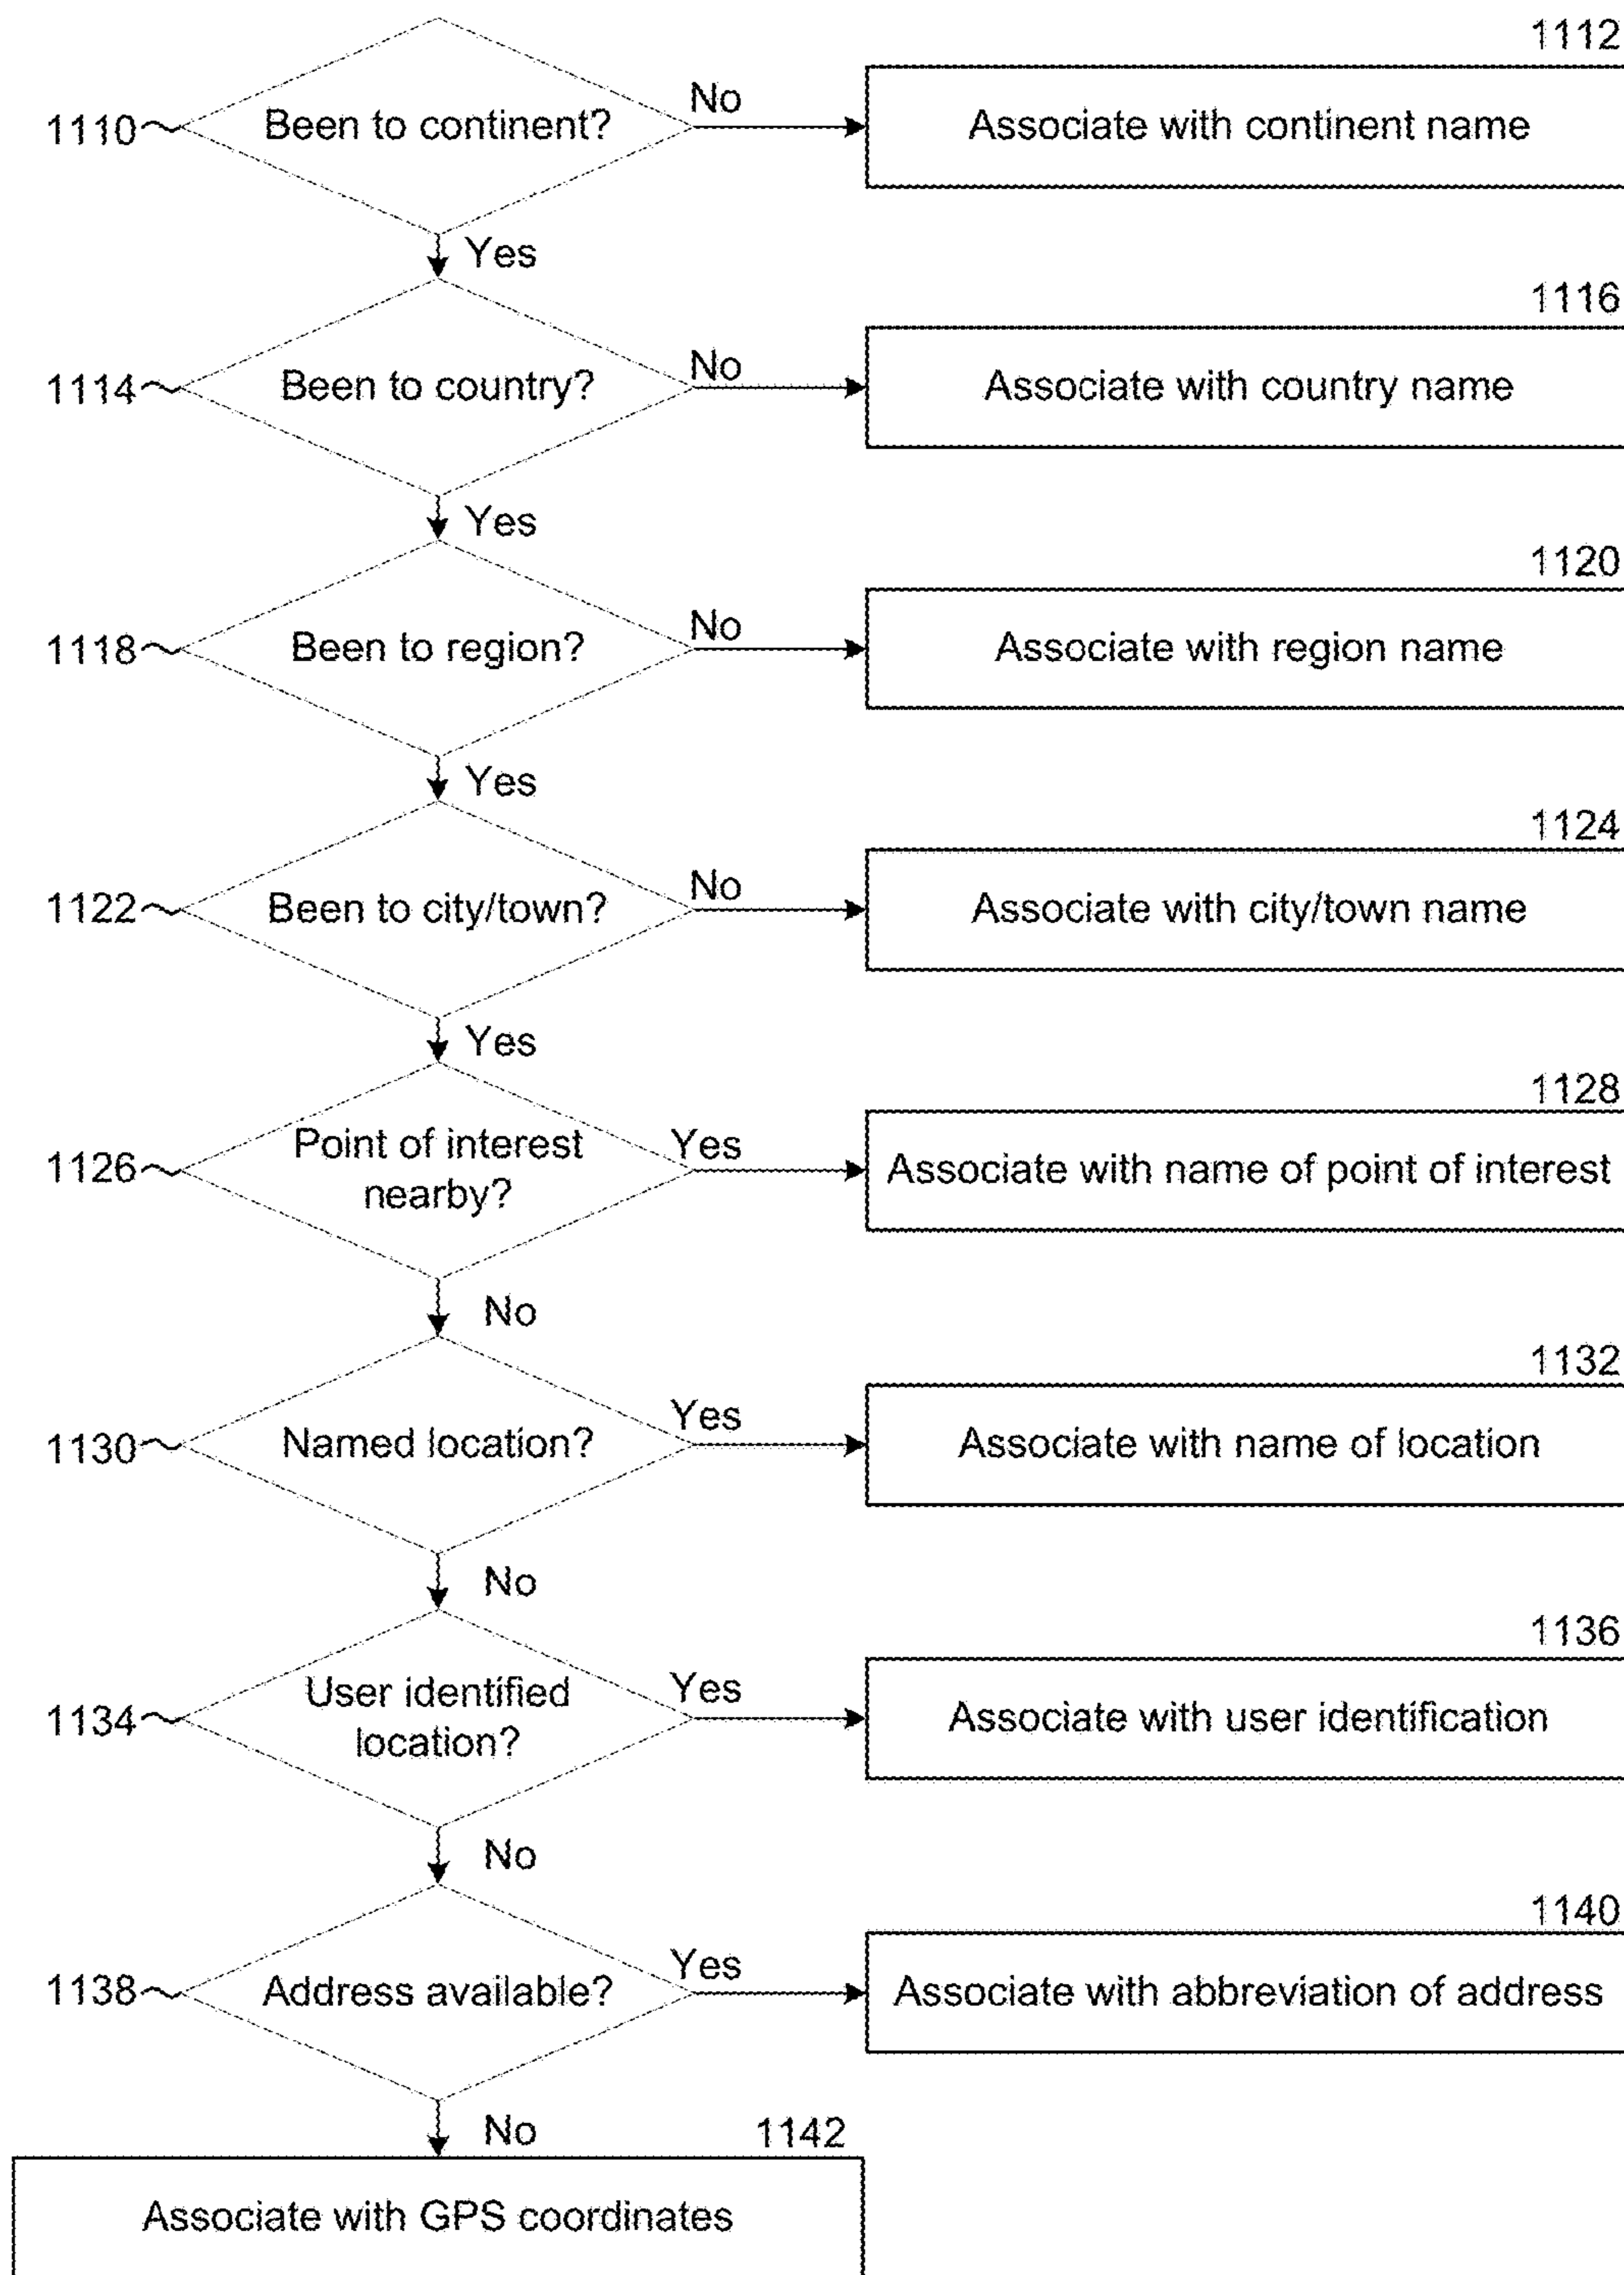 1112
No
1110
Been to continent?
Associate with continent name
Yes
1116
No
1114
Been to country?
Associate with country name
Yes
1120
No
1118
Been to region?
Associate with region name
Yes
1124
No
1122
Been to city/town?
Associate with city/town name
Yes
1128
Yes
1126
Point of interest
nearby?
Associate with name of point of interest
No
1132
Yes
1130
Named location?
Associate with name of location
No
1136
Yes
1134
User identified
location?
Associate with user identification
No
1140
Yes
1138
Address available?
Associate with abbreviation of address
No
1142
Associate with GPS coordinates